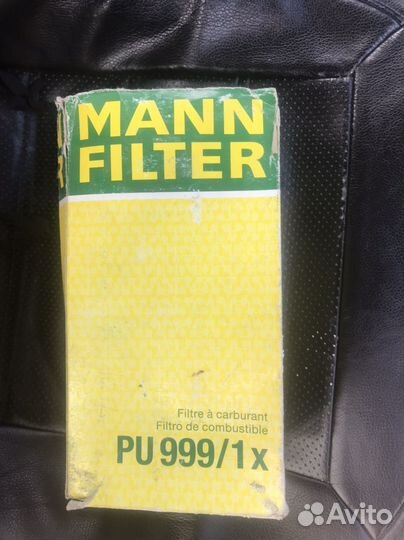 MANN
FILTER
Filtre à carburant
Filtro de combustible
PU 999/1 x
Avito